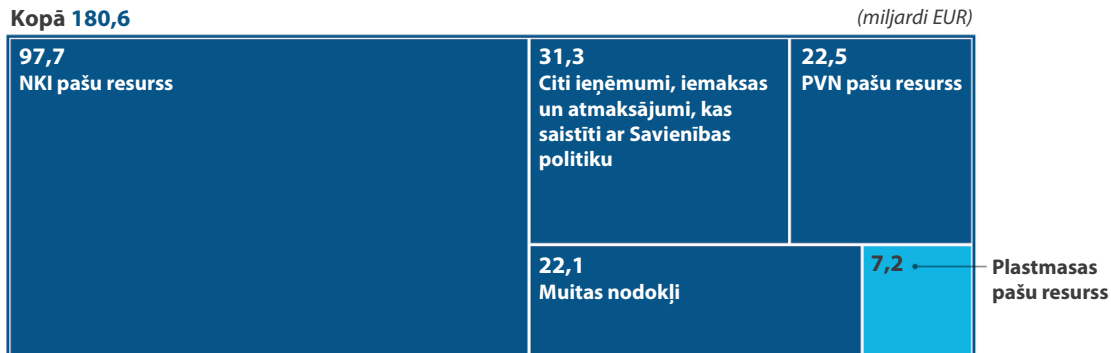 Kopā 180,6
(miljardi EUR)
97,7
NKI pašu resurss
31,3
Citi ieņēmumi, iemaksas
un atmaksājumi, kas
saistīti ar Savienības
politiku
22,5
PVN pašu resurss
22,1
Muitas nodokļi
7,2
Plastmasas
pašu resurss